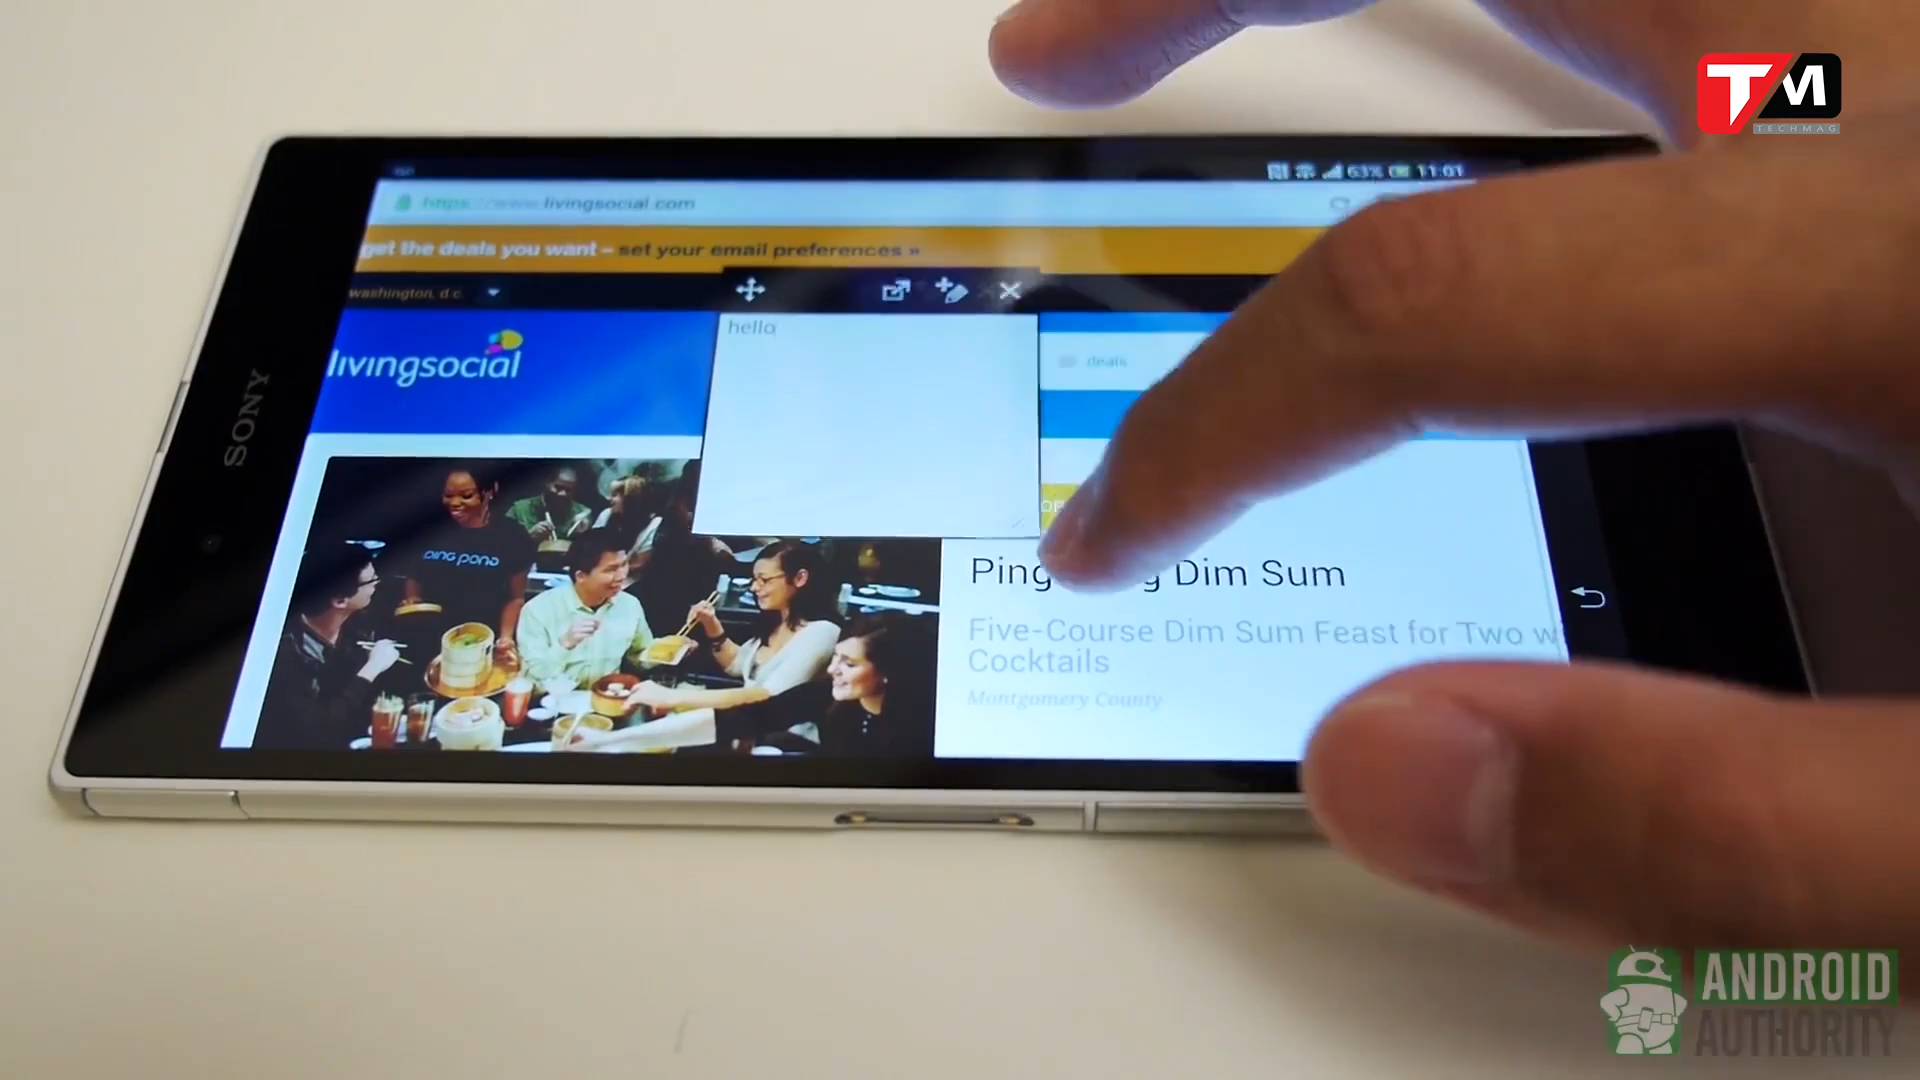 TM
TECHMAG
63% 11:01
https://www.livingsocial.com
get the deals you want – set your email preferences »
washington, d.c.
hello
livingsocial
deals
SONY
ping pong
Dim Sum
Five-Course Dim Sum Feast for Two
Cocktails
Montgomery County
ANDROID
AUTHORITY